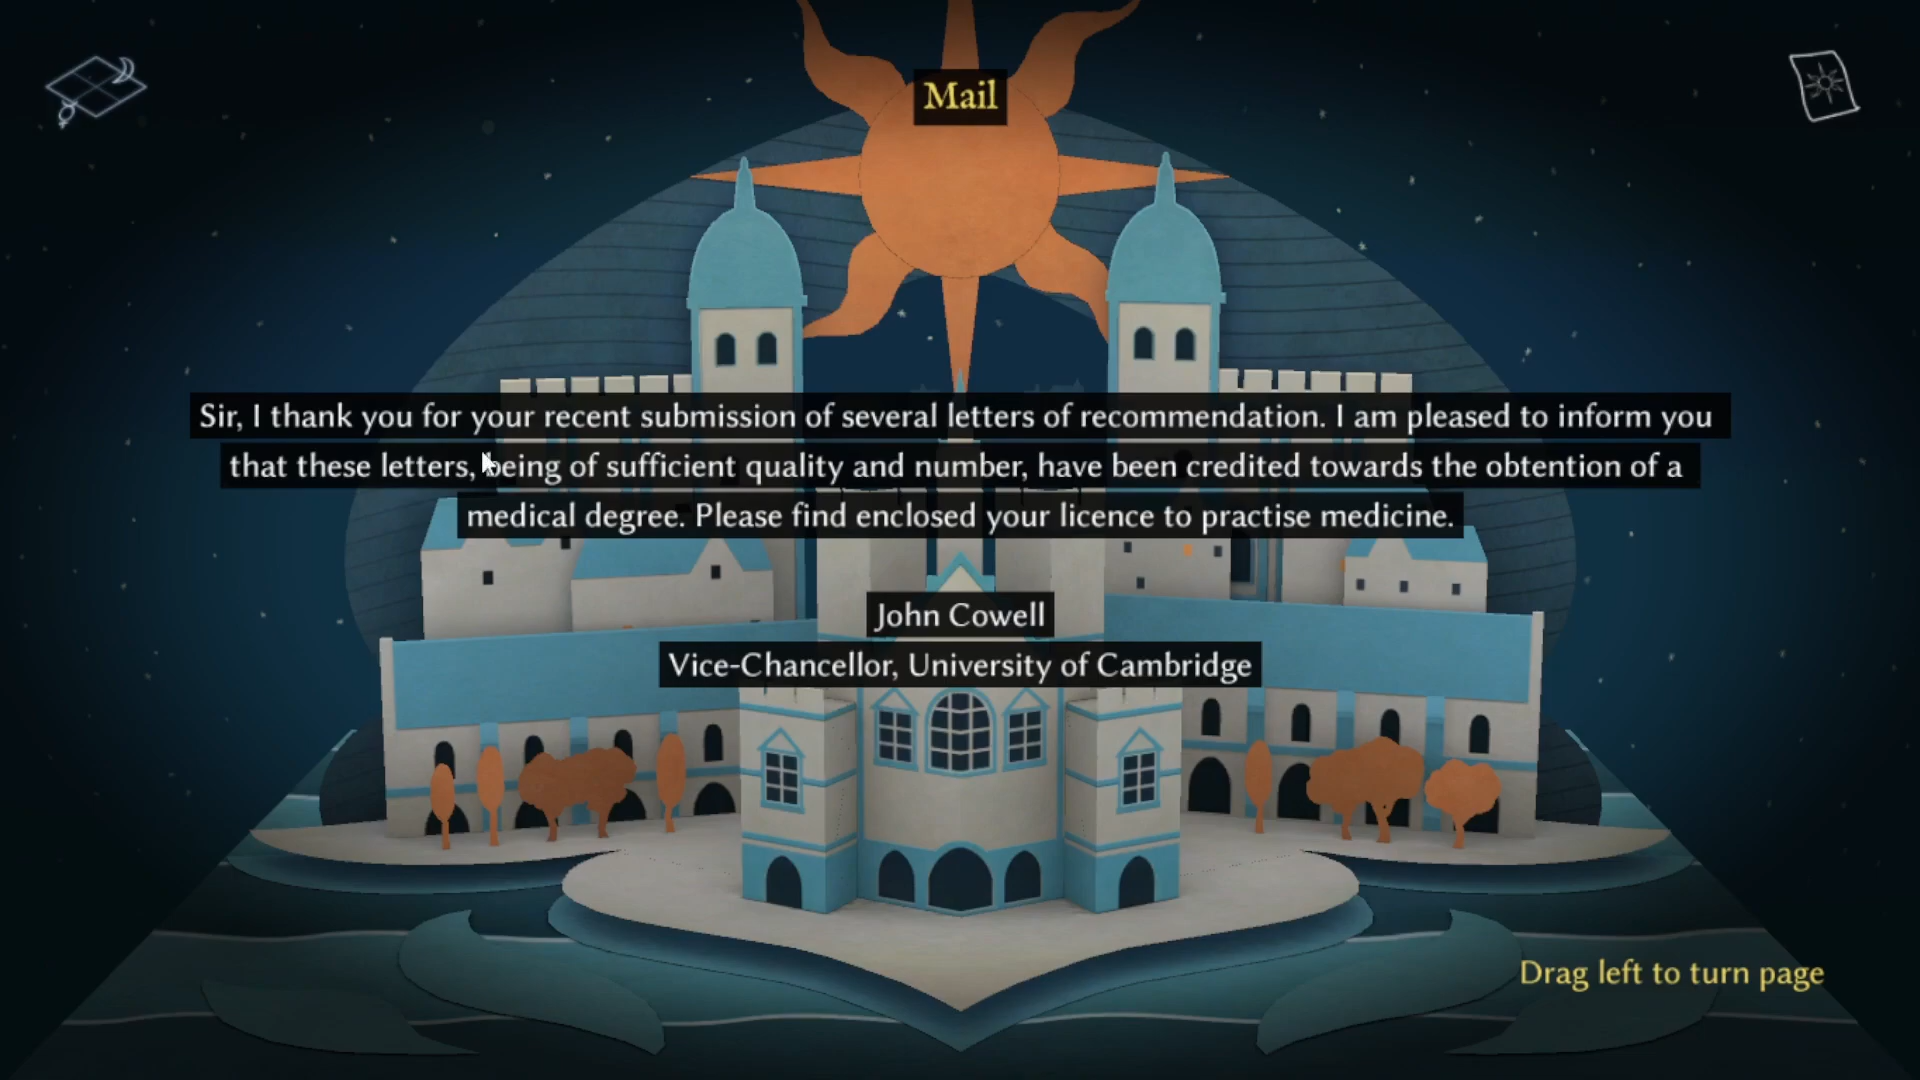 Mail
Sir, I thank you for your recent submission of several letters of recommendation. I am pleased to inform you
that these letters, being of sufficient quality and number, have been credited towards the obtention of a
medical degree. Please find enclosed your licence to practise medicine.
John Cowell
Vice-Chancellor, University of Cambridge
Drag left to turn page